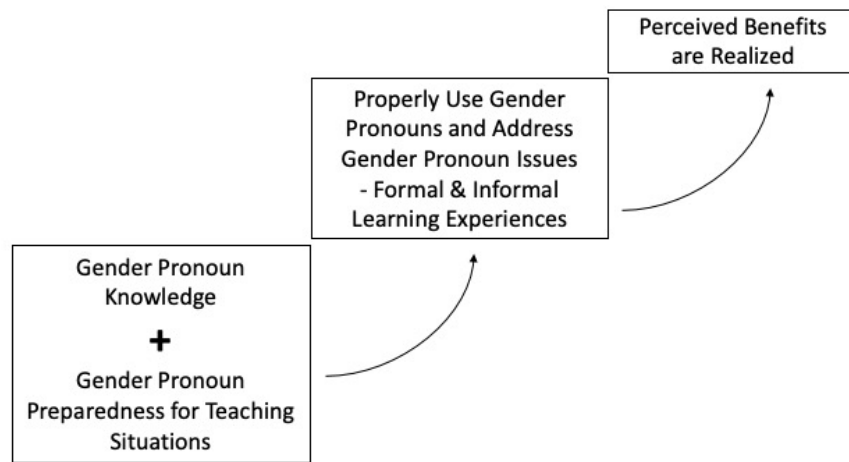 Perceived Benefits
are Realized
Properly Use Gender
Pronouns and Address
Gender Pronoun Issues
- Formal & Informal
Learning Experiences
Gender Pronoun
Knowledge
+
Gender Pronoun
Preparedness for Teaching
Situations